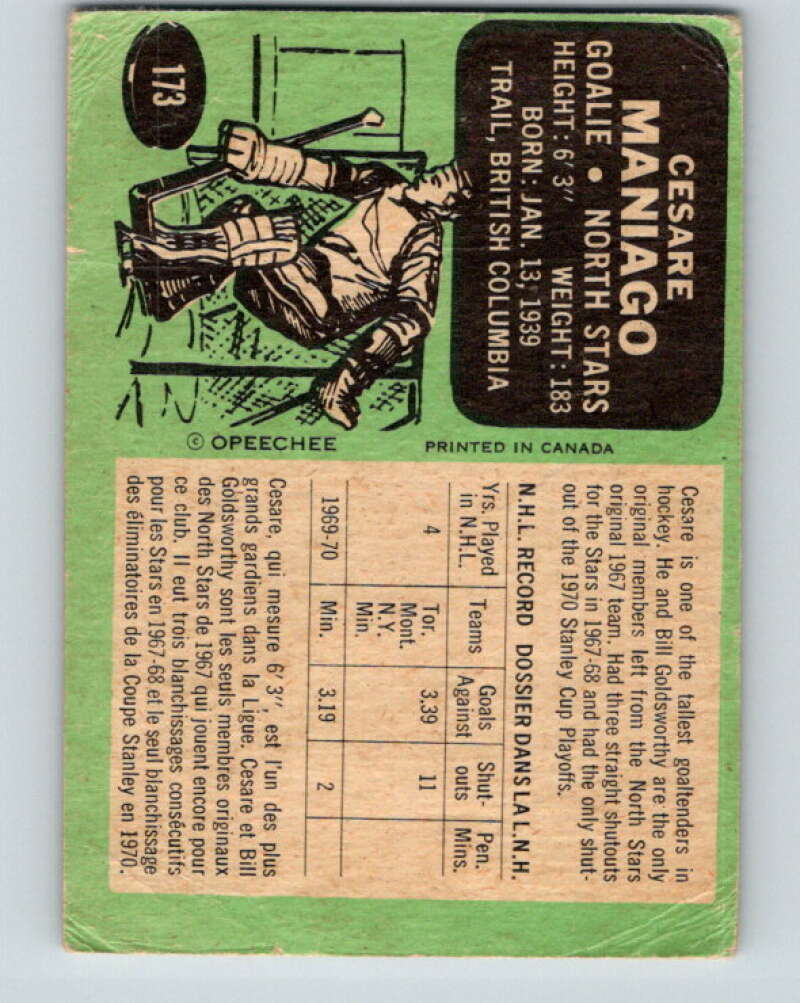 CESARE
MANIAGO
GOALIE • NORTH STARS
HEIGHT: 6'3" WEIGHT: 183
BORN: JAN. 13, 1939
TRAIL, BRITISH COLUMBIA
173
© OPEECHEE PRINTED IN CANADA
Cesare is one of the tallest goaltenders in
hockey. He and Bill Goldsworthy are the only
original members left from the North Stars
original 1967 team. Had three straight shutouts
for the Stars in 1967-68 and had the only shut-
out of the 1970 Stanley Cup Playoffs.
N.H.L. RECORD DOSSIER DANS LA L.N.H.
Yrs. Played Teams Goals Shut- Pen.
in N.H.L. Against outs Mins.
4 Tor. 3.39 11
Mont.
N.Y.
Min.
1969-70 Min. 3.19 2
Cesare, qui mesure 6'3", est l'un des plus
grands gardiens dans la Ligue. Cesare et Bill
Goldsworthy sont les seuls membres originaux
des North Stars de 1967 qui jouent encore pour
ce club. Il eut trois blanchissages consécutifs
pour les Stars en 1967-68 et le seul blanchissage
des éliminatoires de la Coupe Stanley en 1970.